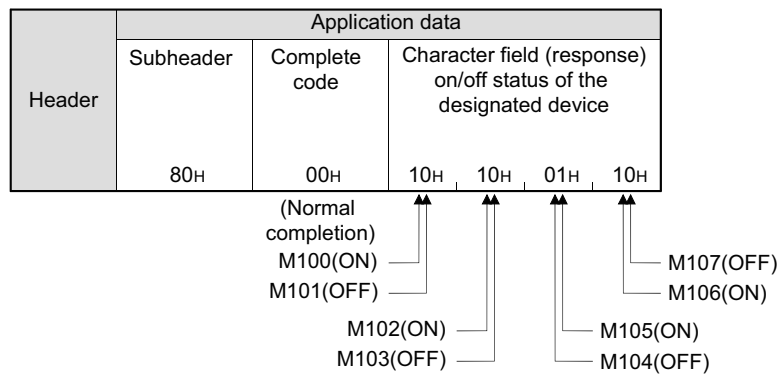 Application data
Header
Subheader
Complete
code
Character field (response)
on/off status of the
designated device
80H
00H
10H
10H
01H
10H
(Normal
completion)
M100(ON)
M101(OFF)
M102(ON)
M103(OFF)
M107(OFF)
M106(ON)
M105(ON)
M104(OFF)